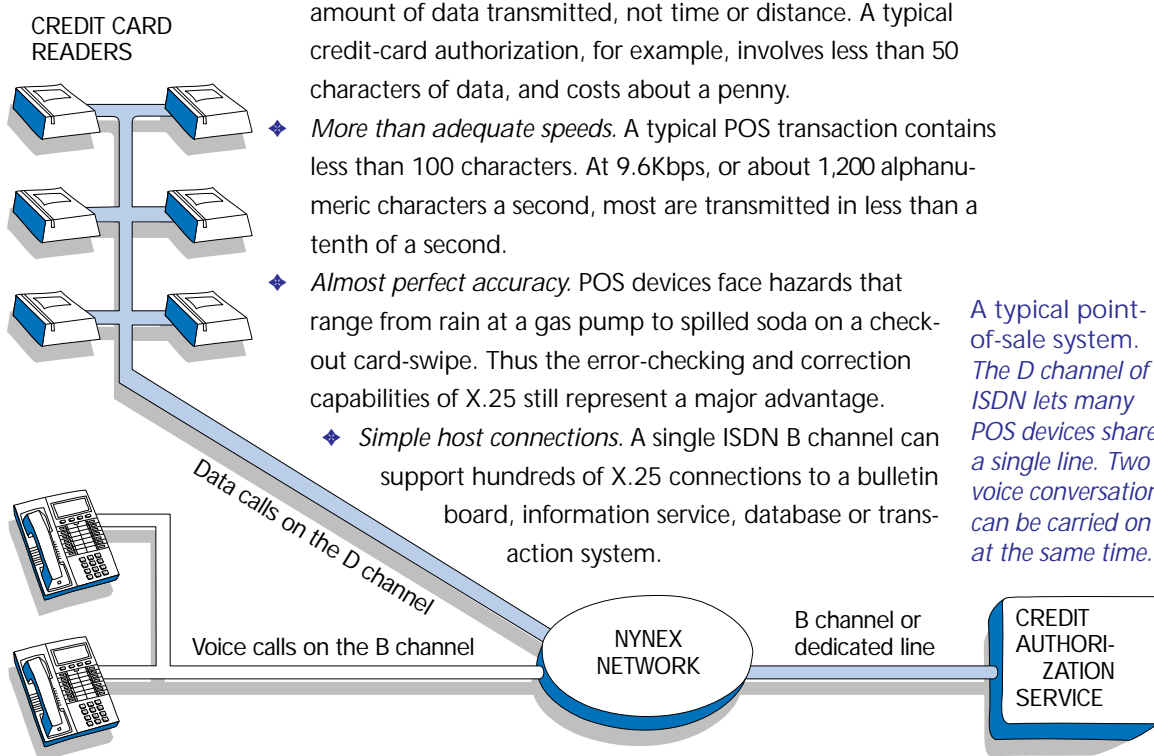 CREDIT CARD
READERS
amount of data transmitted, not time or distance. A typical
credit-card authorization, for example, involves less than 50
characters of data, and costs about a penny.
❖ More than adequate speeds. A typical POS transaction contains
less than 100 characters. At 9.6Kbps, or about 1,200 alphanu-
meric characters a second, most are transmitted in less than a
tenth of a second.
❖ Almost perfect accuracy. POS devices face hazards that
range from rain at a gas pump to spilled soda on a check-
out card-swipe. Thus the error-checking and correction
capabilities of X.25 still represent a major advantage.
❖ Simple host connections. A single ISDN B channel can
support hundreds of X.25 connections to a bulletin
board, information service, database or trans-
action system.
A typical point-
of-sale system.
The D channel of
ISDN lets many
POS devices share
a single line. Two
voice conversation
can be carried on
at the same time.
Data calls on the D channel
Voice calls on the B channel
NYNEX
NETWORK
B channel or
dedicated line
CREDIT
AUTHORI-
ZATION
SERVICE